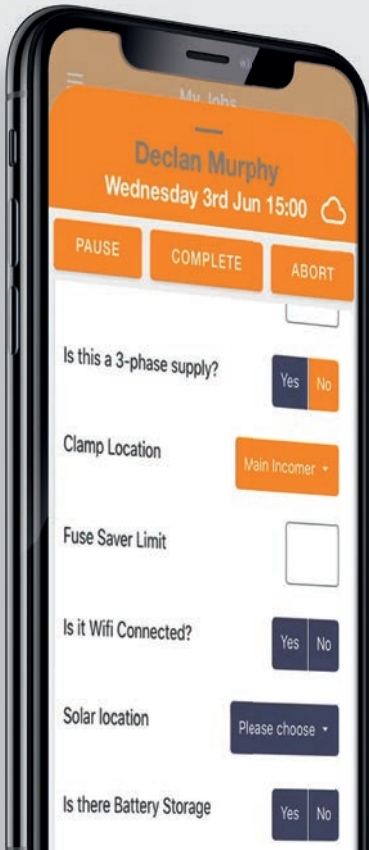 My Jobs
Declan Murphy
Wednesday 3rd Jun 15:00
PAUSE COMPLETE ABORT
Is this a 3-phase supply? Yes No
Clamp Location Main Incomer
Fuse Saver Limit
Is it Wifi Connected? Yes No
Solar location Please choose
Is there Battery Storage Yes No